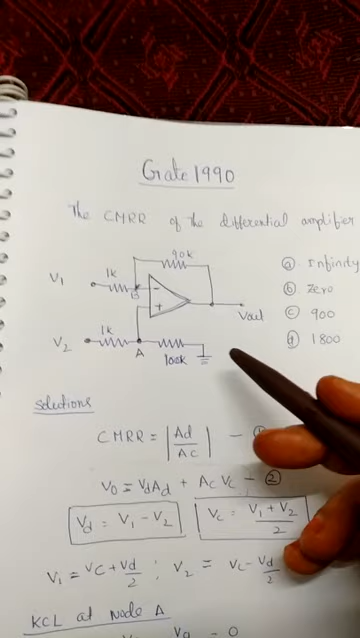 Gate 1990
The CMRR of the differential amplifier
90k
V1
1k
B
-
+
Vout
V2
1k
A
100k
ⓐ Infinity
ⓑ Zero
ⓒ 900
ⓓ 1800
Solutions
CMRR = |Ad/AC| — ①
V0 = VdAd + AcVc — ②
Vd = V1 - V2
Vc = V1 + V2 / 2
V1 = VC + Vd/2 ; V2 = Vc - Vd/2
KCL at Node A